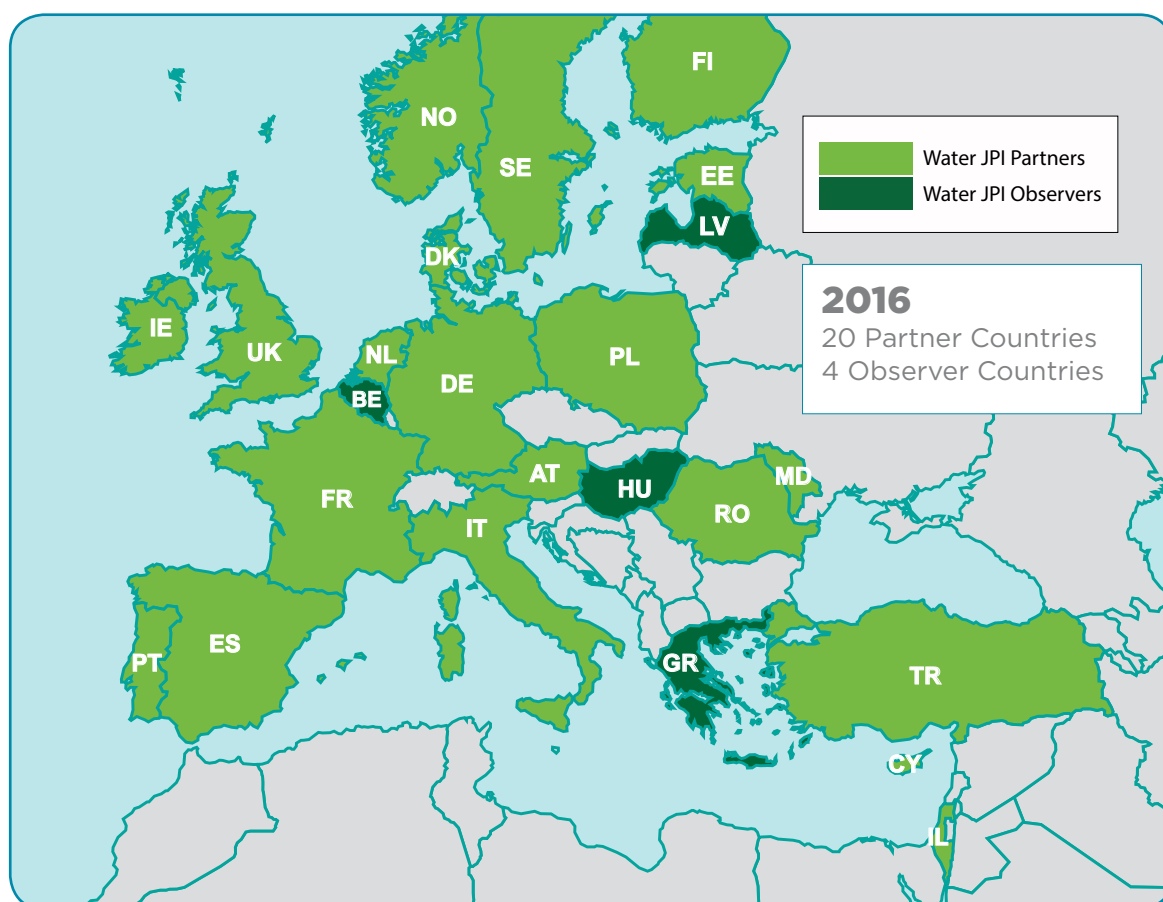 FI
NO
SE
EE
LV
DK
IE
UK
NL
BE
DE
PL
FR
AT
HU
IT
RO
MD
PT
ES
GR
TR
CY
IL
Water JPI Partners
Water JPI Observers
2016
20 Partner Countries
4 Observer Countries